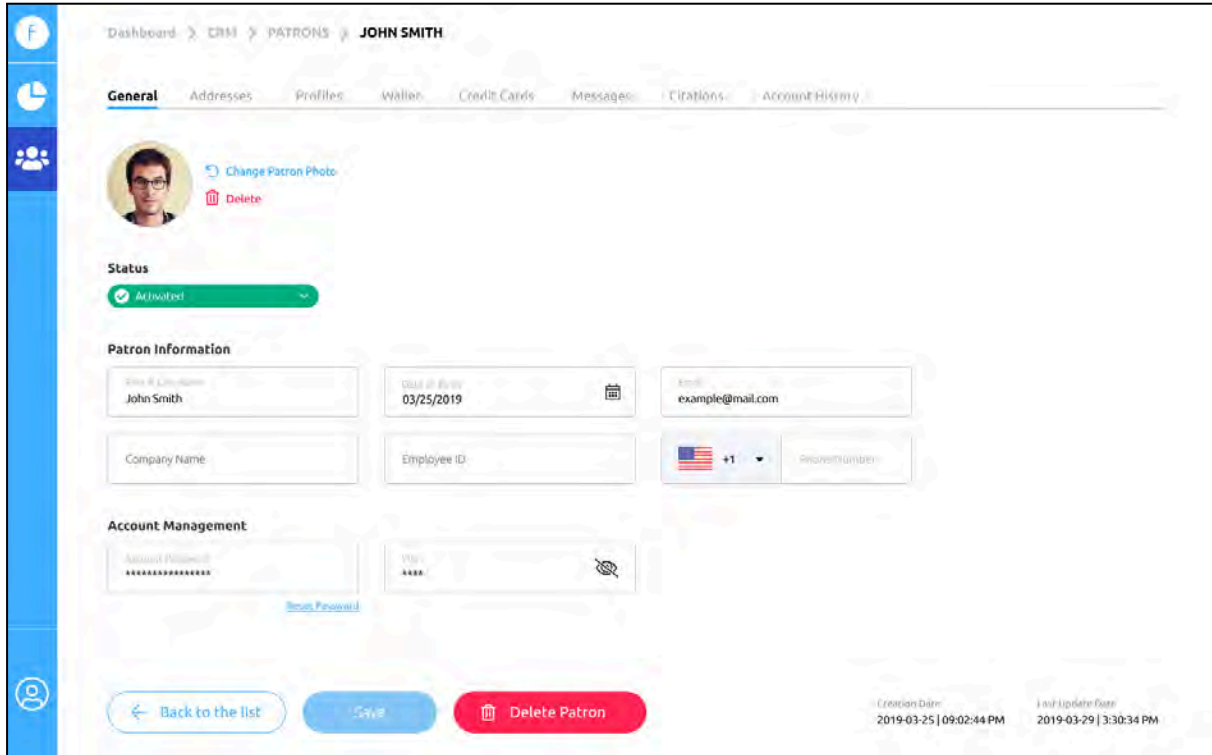 F
Dashboard > CRM > PATRONS > JOHN SMITH
General Addresses Profiles Wallet Credit Cards Messages Citations Account History
Change Patron Photo
Delete
Status
Activated
Patron Information
First & Last Name Date of Birth Email
John Smith 03/25/2019 example@mail.com
Company Name Employee ID +1 Phone Number
Account Management
Account Password PIN
**************** ****
Reset Password
Back to the list Save Delete Patron
Creation Date Last Update Date
2019-03-25 | 09:02:44 PM 2019-03-29 | 3:30:34 PM